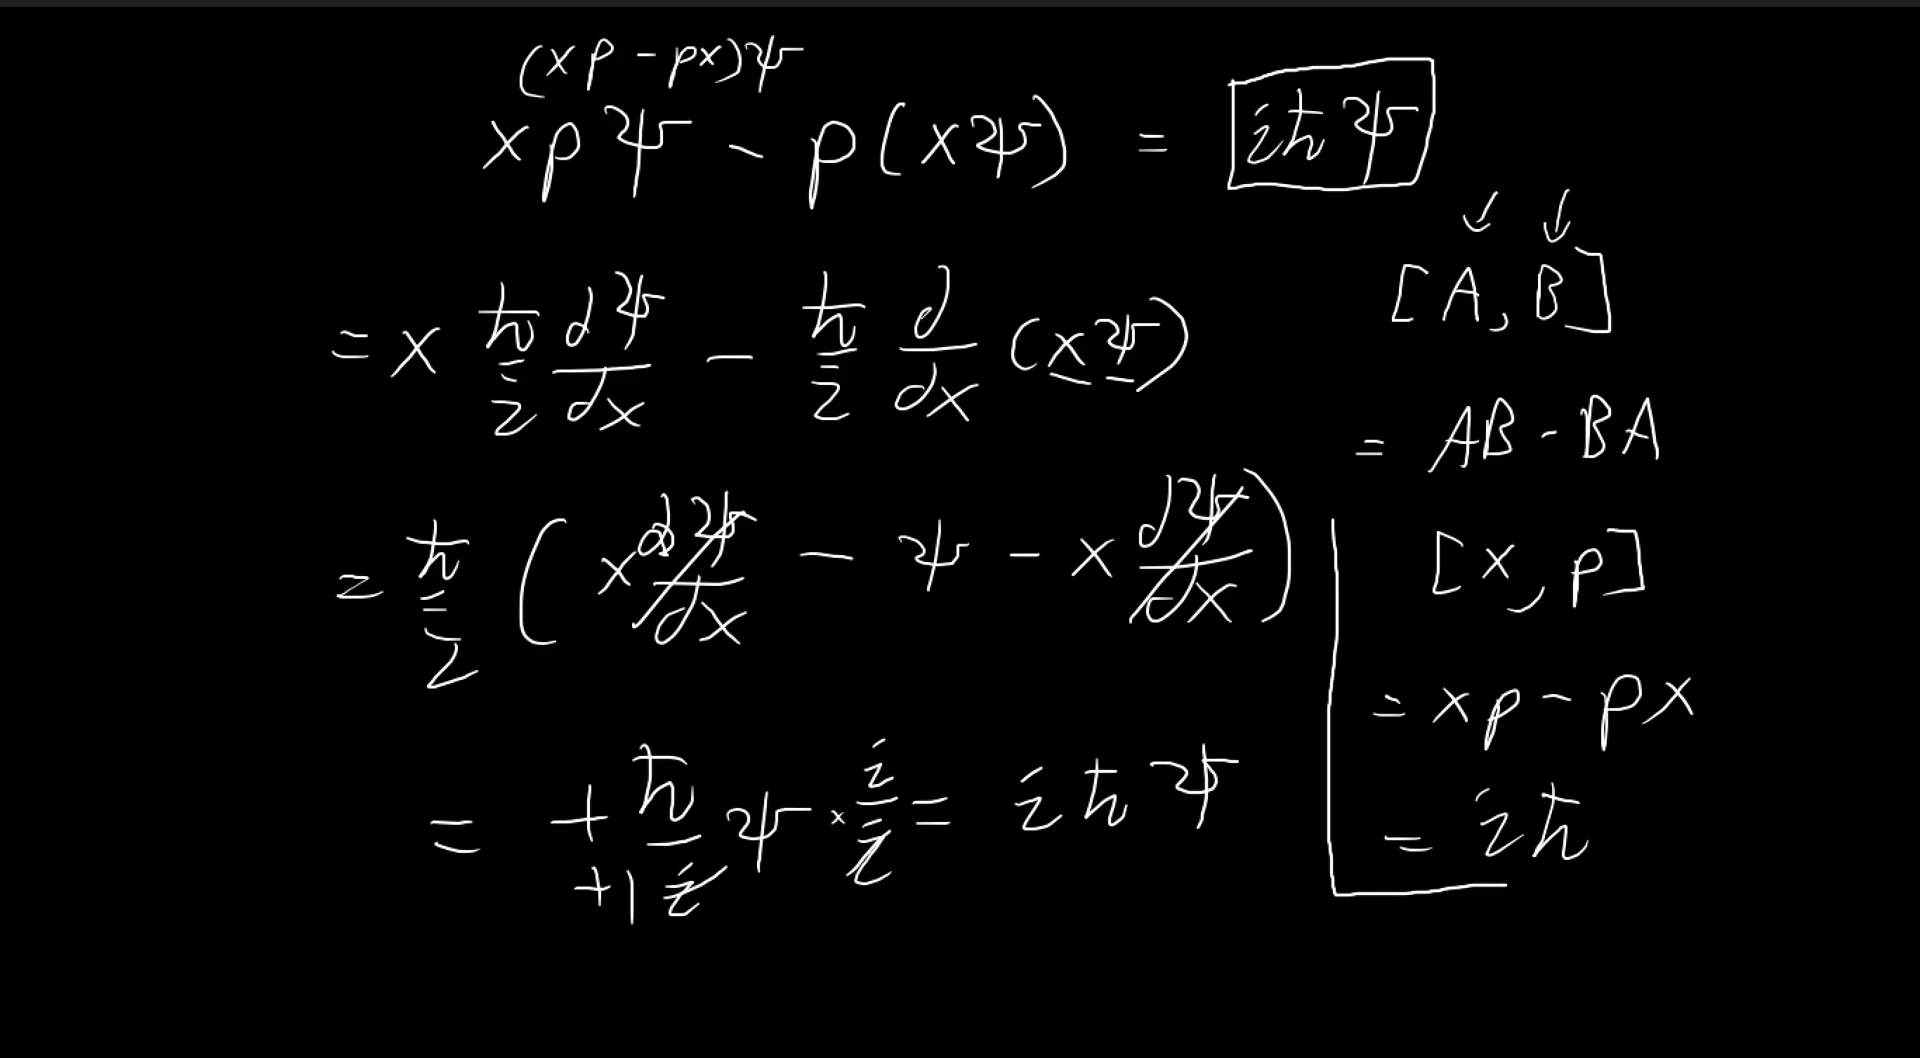 (xp - px)ψ
xpψ - p(xψ) = iħψ
= x ħ/i dψ/dx - ħ/i d/dx (xψ)
= ħ/i ( x dψ/dx - ψ - x dψ/dx )
= + ħ/+1i ψ × i/i = iħψ
↓ ↓
[A, B]
= AB - BA
[x, p]
= xp - px
= iħ